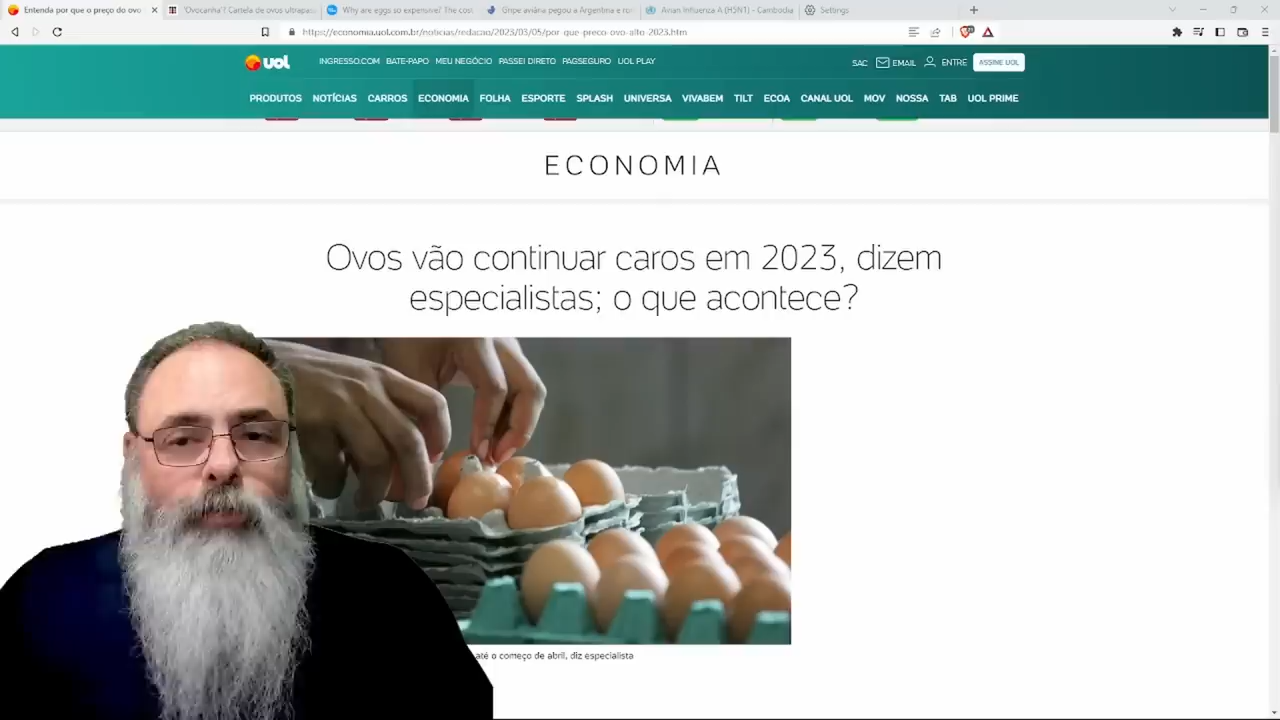 Entenda por que o preço do ovo
"Ovocanha"? Cartela de ovos ultrapas
Why are eggs so expensive? The cost
Gripe aviária pegou a Argentina e ro
Avian Influenza A (H5N1) - Cambodia
Settings
https://economia.uol.com.br/noticias/redacao/2023/03/05/por-que-preco-ovo-alto-2023.htm
UOL
INGRESSO.COM BATE-PAPO MEU NEGÓCIO PASSEI DIRETO PAGSEGURO UOL PLAY
SAC EMAIL ENTRE ASSINE UOL
PRODUTOS NOTÍCIAS CARROS ECONOMIA FOLHA ESPORTE SPLASH UNIVERSA VIVABEM TILT ECOA CANAL UOL MOV NOSSA TAB UOL PRIME
ECONOMIA
Ovos vão continuar caros em 2023, dizem
especialistas; o que acontece?
até o começo de abril, diz especialista